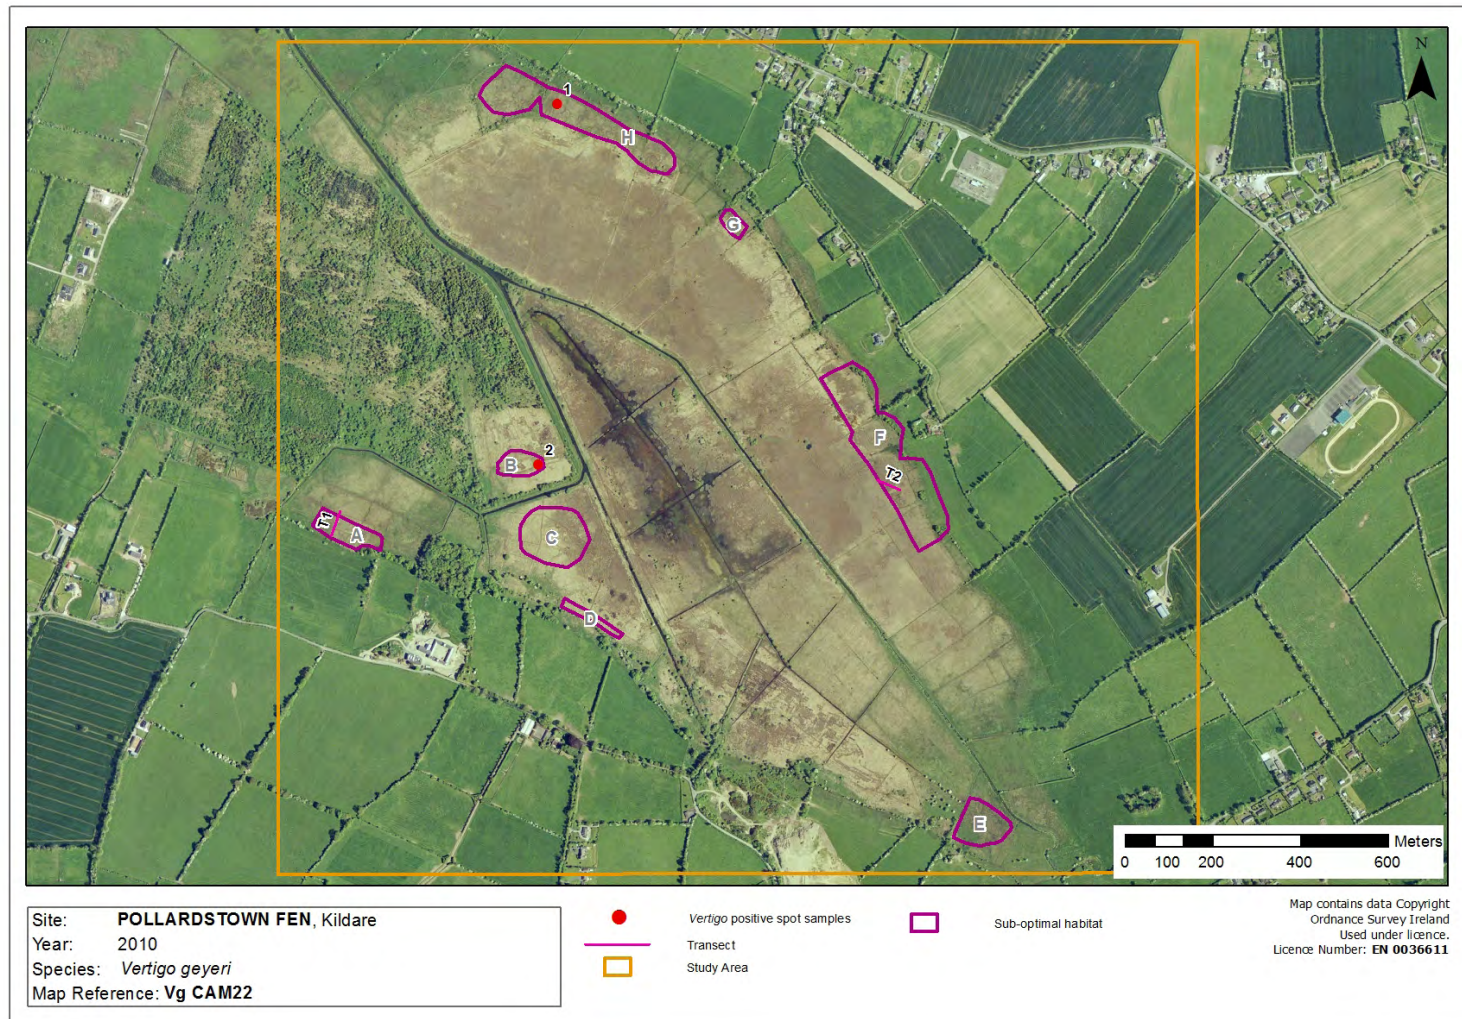 N
1
H
G
F
T2
B
2
T1
A
C
D
E
Meters
0 100 200 400 600
Site: POLLARDSTOWN FEN, Kildare
Year: 2010
Species: Vertigo geyeri
Map Reference: Vg CAM22
Vertigo positive spot samples
Transect
Study Area
Sub-optimal habitat
Map contains data Copyright
Ordnance Survey Ireland
Used under licence.
Licence Number: EN 0036611